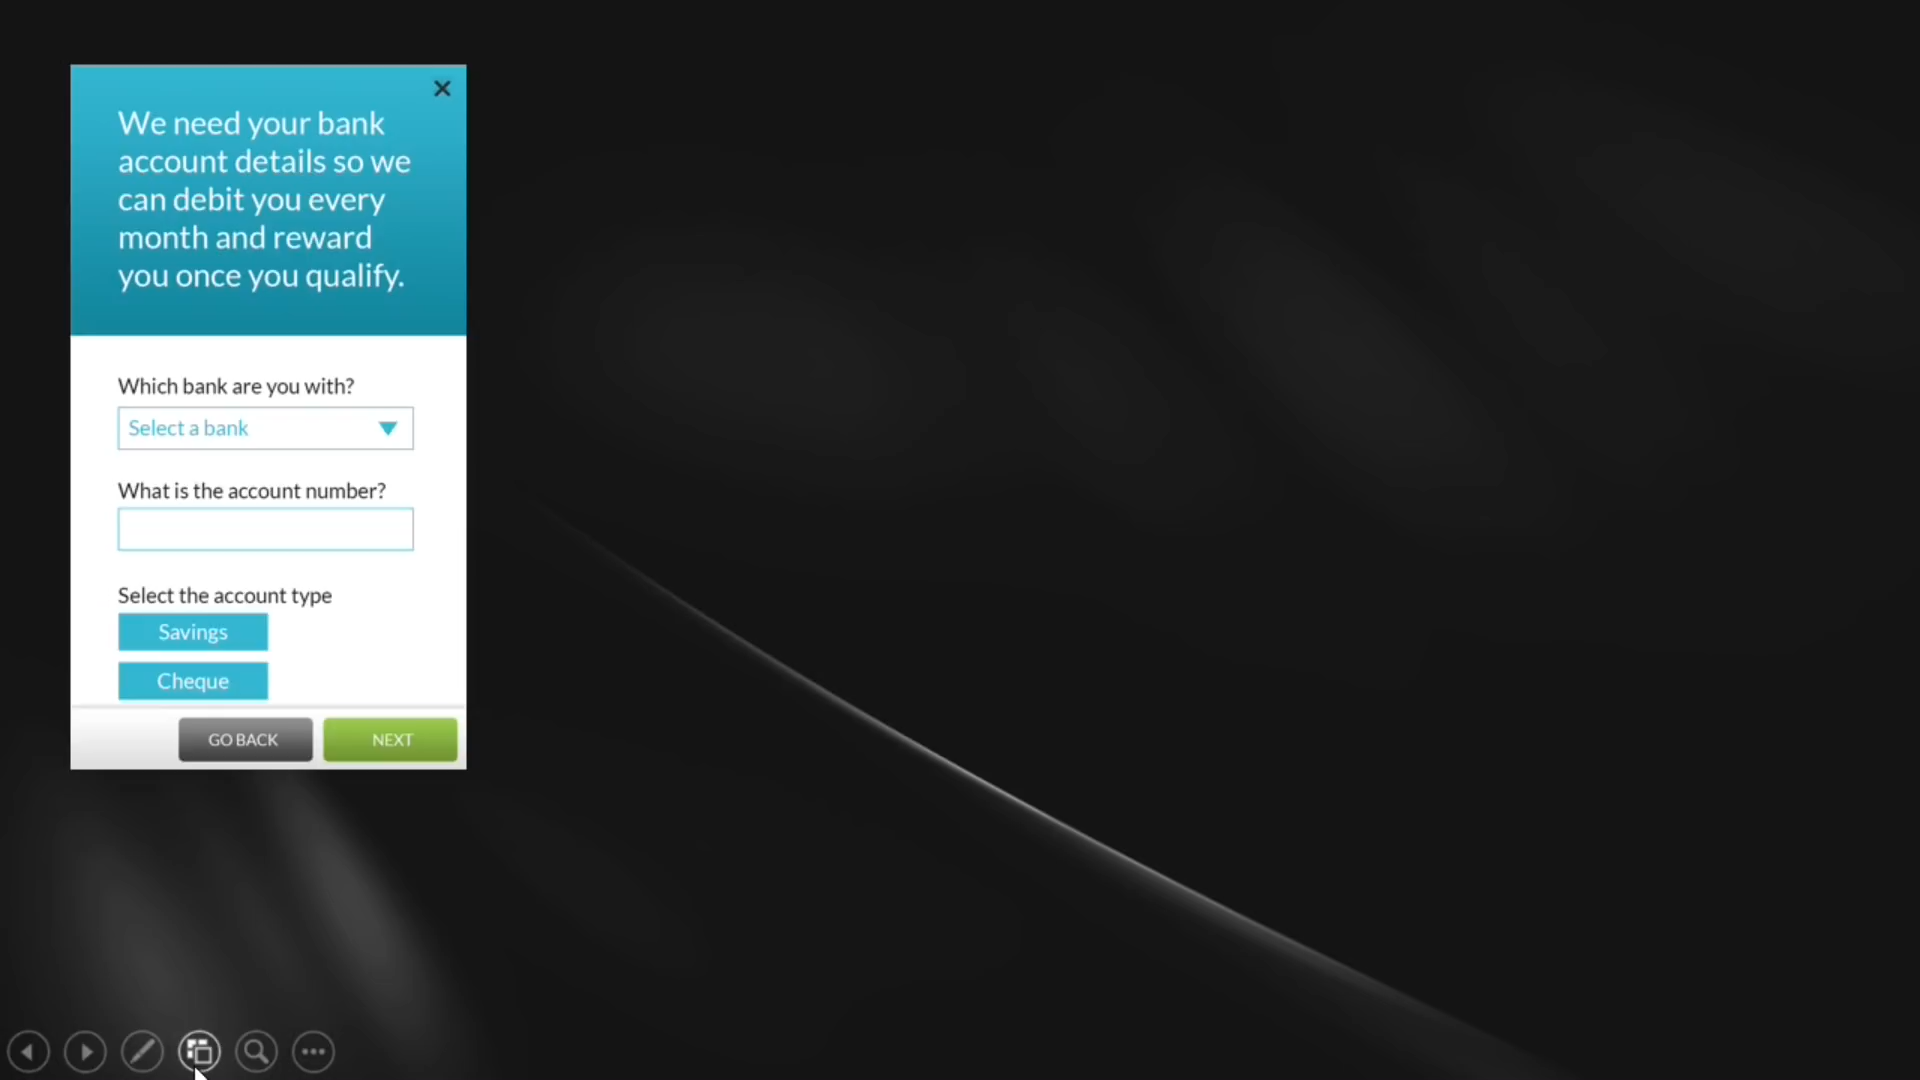 We need your bank
account details so we
can debit you every
month and reward
you once you qualify.
Which bank are you with?
Select a bank
What is the account number?
Select the account type
Savings
Cheque
GO BACK
NEXT